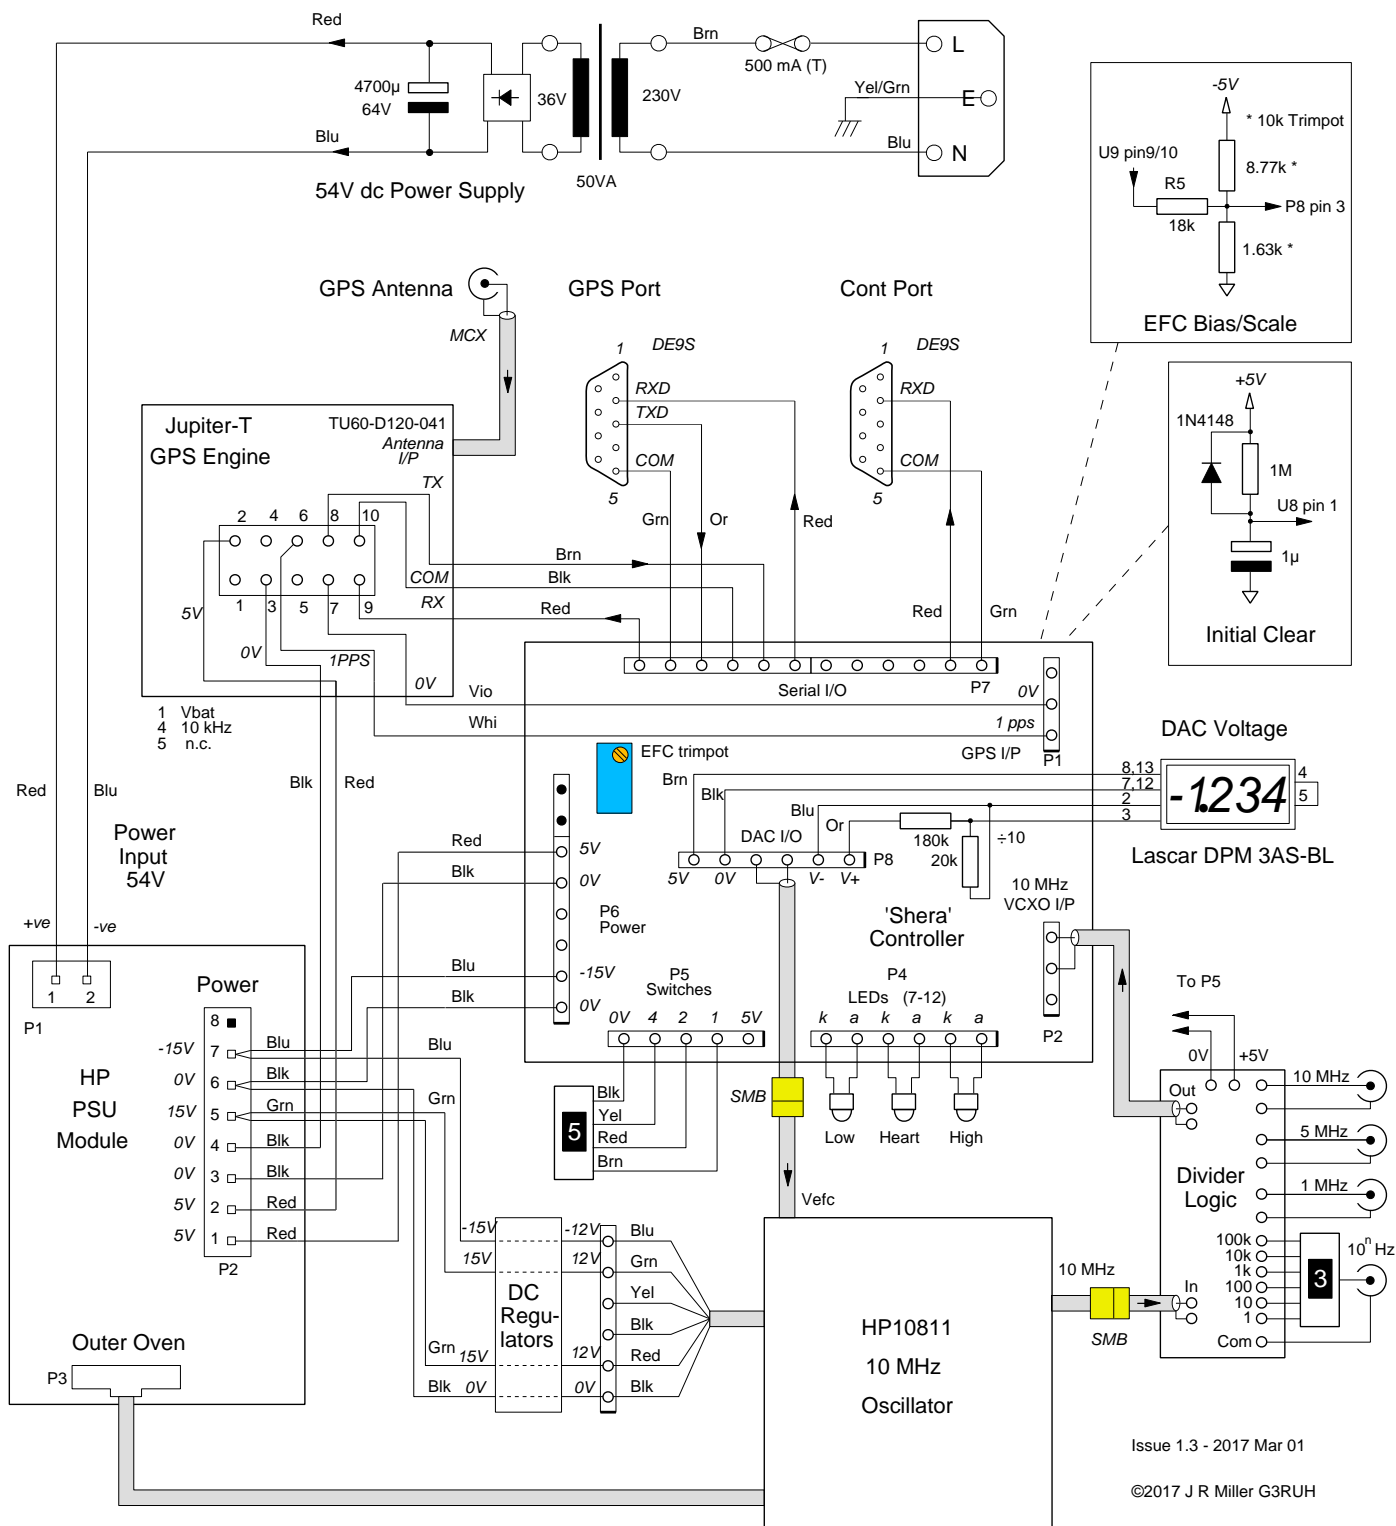 Red
Brn
L
4700µ
64V
36V
230V
500 mA (T)
Yel/Grn
E
Blu
Blu
N
50VA
54V dc Power Supply
-5V
* 10k Trimpot
U9 pin9/10
8.77k *
R5
P8 pin 3
18k
1.63k *
EFC Bias/Scale
GPS Antenna
GPS Port
Cont Port
MCX
1
DE9S
1
DE9S
RXD
TXD
COM
5
RXD
COM
5
+5V
1N4148
1M
U8 pin 1
1µ
Initial Clear
Jupiter-T
GPS Engine
TU60-D120-041
Antenna
I/P
TX
2 4 6 8 10
1 3 5 7 9
COM
RX
5V
0V
1PPS
0V
Grn
Or
Red
Brn
Blk
Red
Red
Grn
1 Vbat
4 10 kHz
5 n.c.
Serial I/O
P7
Vio
0V
Whi
1 pps
GPS I/P
P1
EFC trimpot
DAC Voltage
8,13
7,12
2
3
-1.234
4
5
Lascar DPM 3AS-BL
Brn
Blk
Blu
Or
DAC I/O
180k
20k
÷10
P8
5V 0V V- V+
Red
Blu
Blk
Red
Power
Input
54V
+ve
-ve
Red
Blk
5V
0V
P6
Power
10 MHz
VCXO I/P
'Shera'
Controller
Blu
-15V
Blk
0V
P5
Switches
0V 4 2 1 5V
P4
LEDs (7-12)
k a k a k a
P2
1 2
P1
Power
8
-15V 7
0V 6
15V 5
0V 4
0V 3
5V 2
5V 1
P2
HP
PSU
Module
Blu
Blk
Grn
Blk
Blk
Red
Red
Blu
Grn
5
Blk
Yel
Red
Brn
SMB
Low
Heart
High
To P5
0V
+5V
Out
10 MHz
5 MHz
1 MHz
Divider
Logic
100k
10k
1k
100
10
1
Com
In
3
10ⁿ Hz
Vefc
-15V
15V
DC
Regu-
lators
-12V
12V
Blu
Grn
Yel
Blk
Grn 15V
12V
Red
Blk 0V
0V
Blk
10 MHz
SMB
HP10811
10 MHz
Oscillator
Outer Oven
P3
Issue 1.3 - 2017 Mar 01
©2017 J R Miller G3RUH